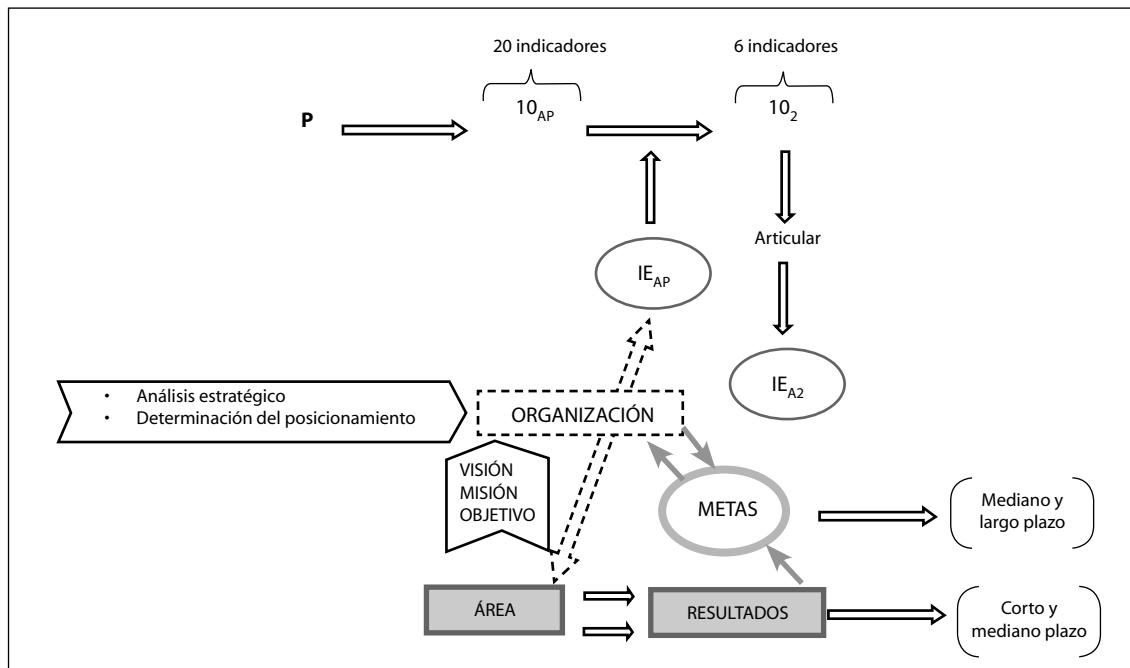 20 indicadores
6 indicadores
P
10AP
102
Articular
IEAP
IEA2
• Análisis estratégico
• Determinación del posicionamiento
ORGANIZACIÓN
VISIÓN
MISIÓN
OBJETIVO
METAS
Mediano y
largo plazo
ÁREA
RESULTADOS
Corto y
mediano plazo